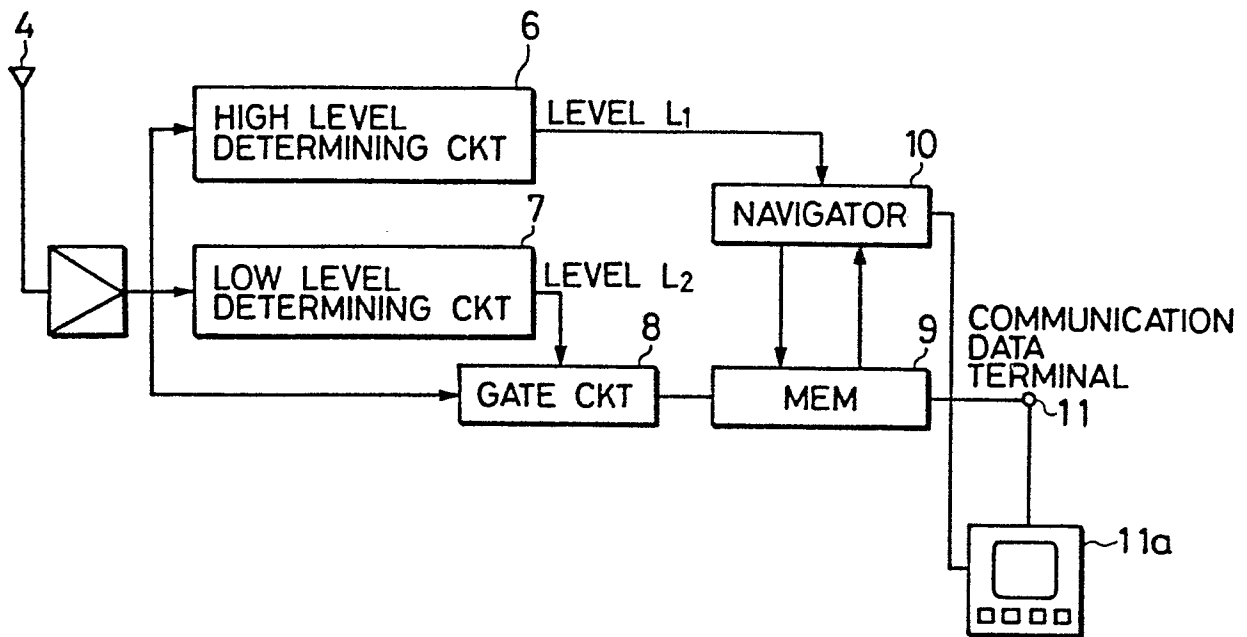 4
6
HIGH LEVEL
DETERMINING CKT
LEVEL L1
10
NAVIGATOR
7
LOW LEVEL
DETERMINING CKT
LEVEL L2
8
GATE CKT
9
MEM
COMMUNICATION
DATA
TERMINAL
11
11a